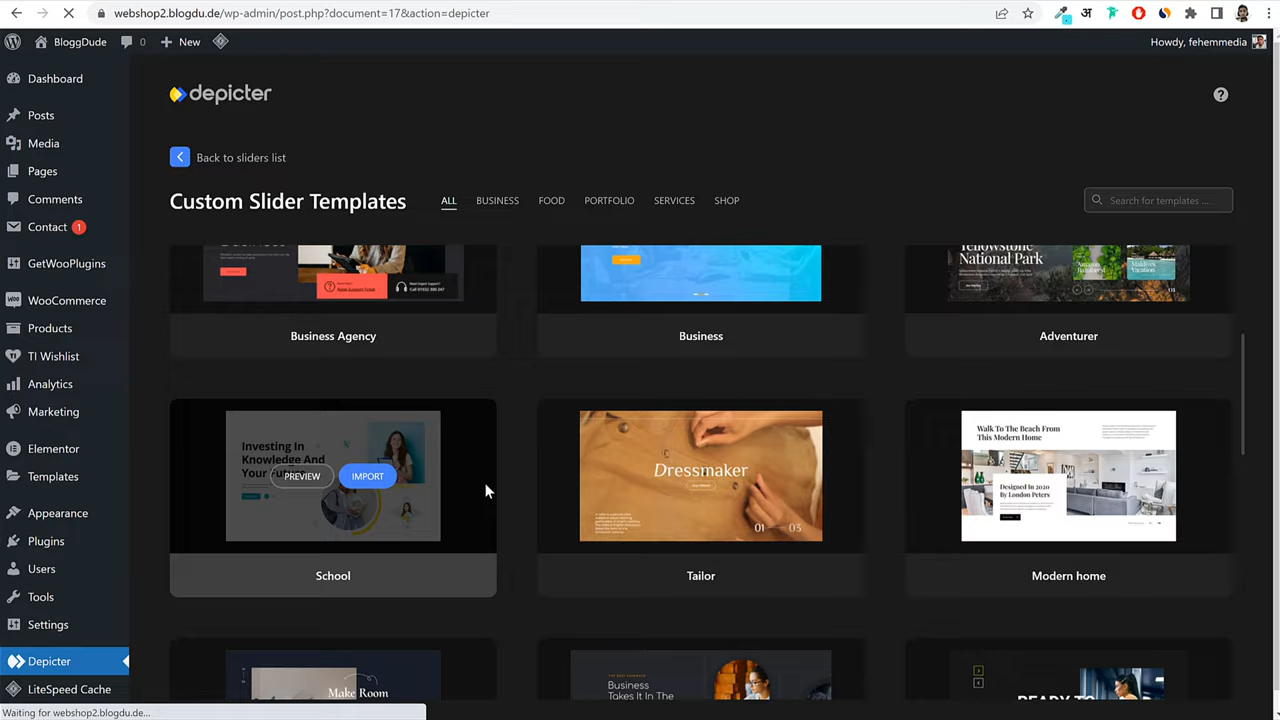 webshop2.blogdu.de/wp-admin/post.php?document=17&action=depicter
BloggDude
0
New
Howdy, fehemmedia
Dashboard
Posts
Media
Pages
Comments
Contact 1
GetWooPlugins
WooCommerce
Products
TI Wishlist
Analytics
Marketing
Elementor
Templates
Appearance
Plugins
Users
Tools
Settings
Depicter
LiteSpeed Cache
Waiting for webshop2.blogdu.de...
depicter
Back to sliders list
Custom Slider Templates
ALL
BUSINESS
FOOD
PORTFOLIO
SERVICES
SHOP
Search for templates ...
Yellowstone
National Park
Business Agency
Business
Adventurer
Investing In
Knowledge And
PREVIEW
IMPORT
Dressmaker
01
03
Walk To The Beach From
This Modern Home
Designed In 2020
By London Peters
School
Tailor
Modern home
Make Room
Business
Takes It In The